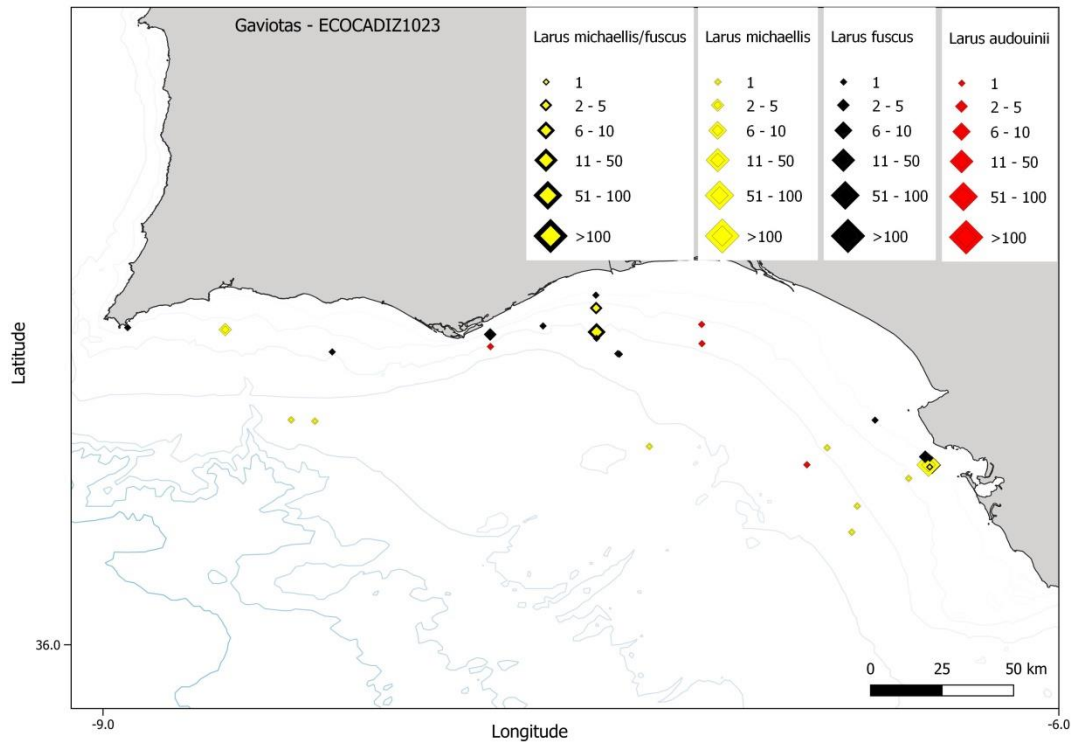 Gaviotas - ECOCADIZ1023
Larus michaellis/fuscus
1
2 - 5
6 - 10
11 - 50
51 - 100
>100
Larus michaellis
1
2 - 5
6 - 10
11 - 50
51 - 100
>100
Larus fuscus
1
2 - 5
6 - 10
11 - 50
51 - 100
>100
Larus audouinii
1
2 - 5
6 - 10
11 - 50
51 - 100
>100
Latitude
36.0
0 25 50 km
-9.0
-6.0
Longitude